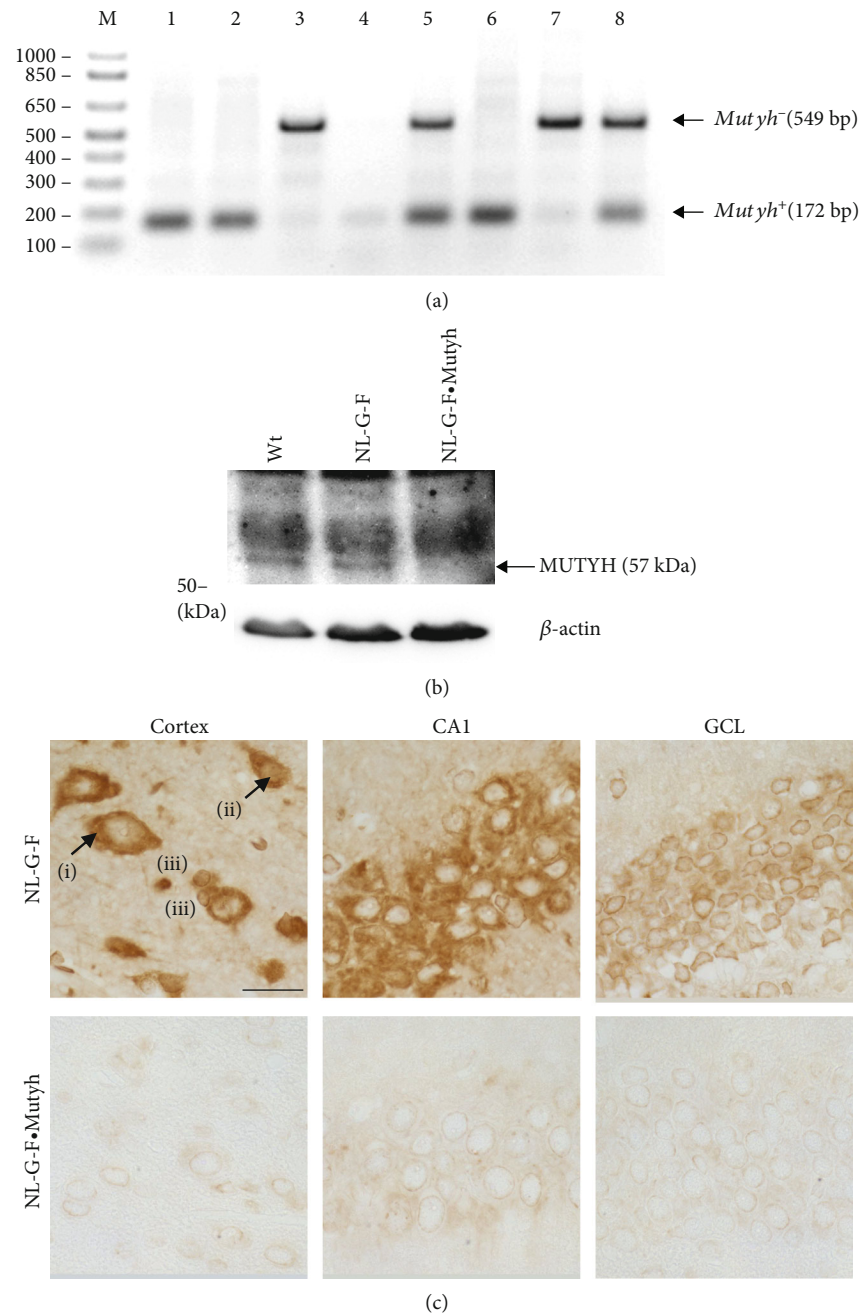 M 1 2 3 4 5 6 7 8
1000 –
850 –
650 –
500 –
400 –
300 –
200 –
100 –
Mutyh⁻ (549 bp)
Mutyh⁺ (172 bp)
(a)
Wt
NL-G-F
NL-G-F•Mutyh
50–
(kDa)
MUTYH (57 kDa)
β-actin
(b)
Cortex CA1 GCL
NL-G-F
(i)
(ii)
(iii)
(iii)
NL-G-F•Mutyh
(c)